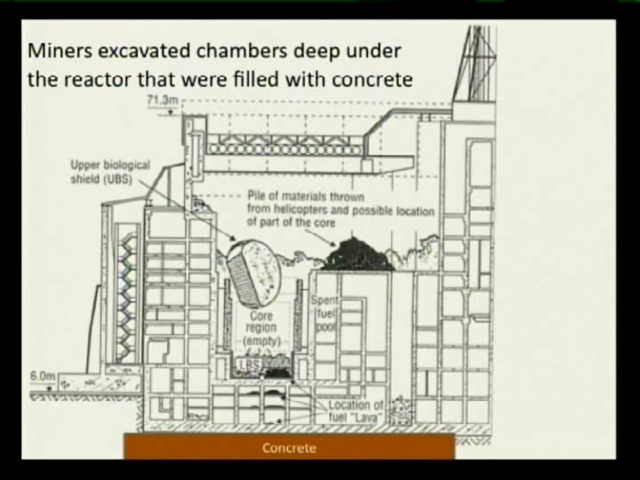 Miners excavated chambers deep under
the reactor that were filled with concrete
71.3m
Upper biological
shield (UBS)
Pile of materials thrown
from helicopters and possible location
of part of the core
Core
region
(empty)
Spent
fuel
pool
LBS
6.0m
Location of
fuel "Lava"
Concrete